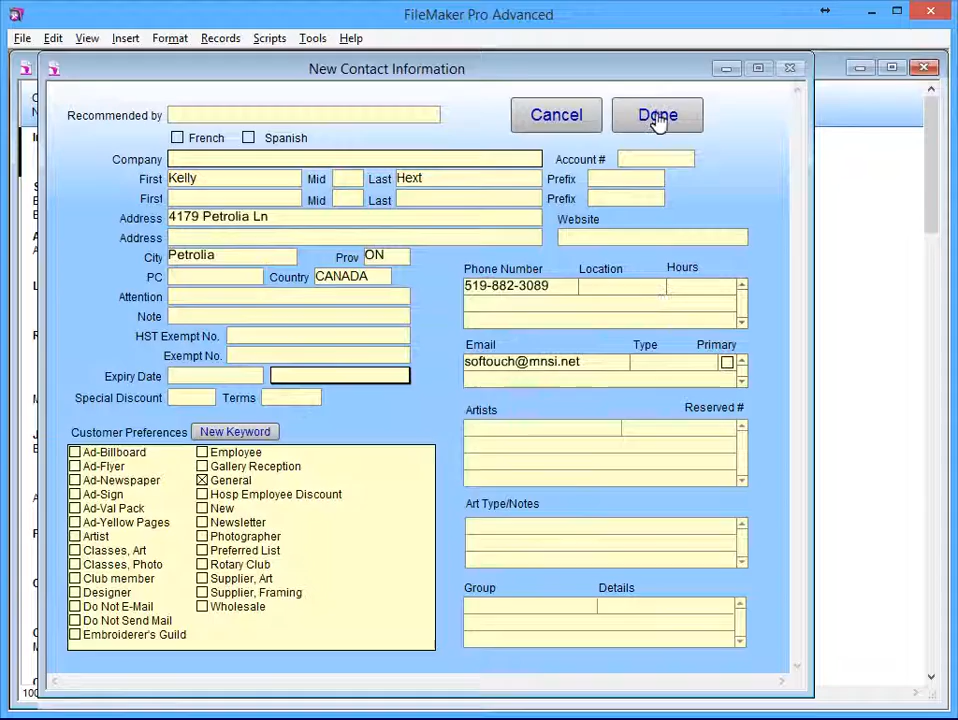 FileMaker Pro Advanced
File Edit View Insert Format Records Scripts Tools Help
New Contact Information
Recommended by
Cancel Done
French Spanish
Company Account #
First Kelly Mid Last Hext Prefix
First Mid Last Prefix
Address 4179 Petrolia Ln Website
Address
City Petrolia Prov ON
PC Country CANADA
Attention
Note
HST Exempt No.
Exempt No.
Expiry Date
Special Discount Terms
Phone Number Location Hours
519-882-3089
Email Type Primary
softouch@mnsi.net
Artists Reserved #
Art Type/Notes
Group Details
Customer Preferences New Keyword
Ad-Billboard Employee
Ad-Flyer Gallery Reception
Ad-Newspaper General
Ad-Sign Hosp Employee Discount
Ad-Val Pack New
Ad-Yellow Pages Newsletter
Artist Photographer
Classes, Art Preferred List
Classes, Photo Rotary Club
Club member Supplier, Art
Designer Supplier, Framing
Do Not E-Mail Wholesale
Do Not Send Mail
Embroiderer's Guild